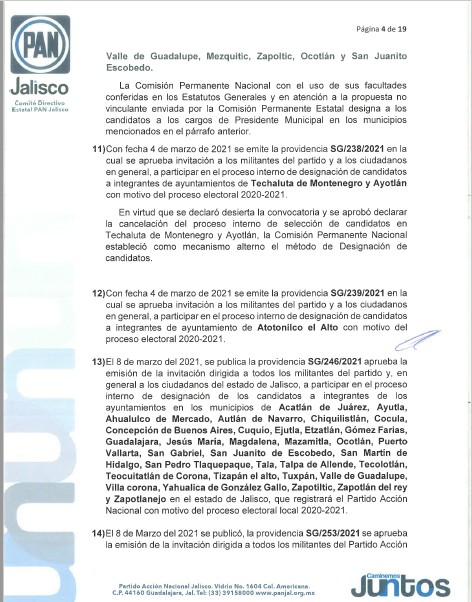 Página 4 de 19
PAN
Jalisco
Comité Directivo
Estatal PAN Jalisco
Valle de Guadalupe, Mezquitic, Zapoltic, Ocotlán y San Juanito
Escobedo.
La Comisión Permanente Nacional con el uso de sus facultades
conferidas en los Estatutos Generales y en atención a la propuesta no
vinculante enviada por la Comisión Permanente Estatal designa a los
candidatos a los cargos de Presidente Municipal en los municipios
mencionados en el párrafo anterior.
11)Con fecha 4 de marzo de 2021 se emite la providencia SG/238/2021 en la
cual se aprueba invitación a los militantes del partido y a los ciudadanos
en general, a participar en el proceso interno de designación de candidatos
a integrantes de ayuntamientos de Techaluta de Montenegro y Ayotlán
con motivo del proceso electoral 2020-2021.
En virtud que se declaró desierta la convocatoria y se aprobó declarar
la cancelación del proceso interno de selección de candidatos en
Techaluta de Montenegro y Ayotlán, la Comisión Permanente Nacional
estableció como mecanismo alterno el método de Designación de
candidatos.
12)Con fecha 4 de marzo de 2021 se emite la providencia SG/239/2021 en la
cual se aprueba invitación a los militantes del partido y a los ciudadanos
en general, a participar en el proceso interno de designación de candidatos
a integrantes de ayuntamiento de Atotonilco el Alto con motivo del
proceso electoral 2020-2021.
13)El 8 de marzo del 2021, se publica la providencia SG/246/2021 aprueba la
emisión de la invitación dirigida a todos los militantes del partido y, en
general a los ciudadanos del estado de Jalisco, a participar en el proceso
interno de designación de los candidatos a integrantes de los
ayuntamientos en los municipios de Acatlán de Juárez, Ayutla,
Ahualulco de Mercado, Autlán de Navarro, Chiquilistlán, Cocula,
Concepción de Buenos Aires, Cuquio, Ejutla, Etzatlán, Gómez Farías,
Guadalajara, Jesús María, Magdalena, Mazamitla, Ocotlán, Puerto
Vallarta, San Gabriel, San Juanito de Escobedo, San Martin de
Hidalgo, San Pedro Tlaquepaque, Tala, Talpa de Allende, Tecolotlán,
Teocuitatlán de Corona, Tizapán el alto, Tuxpán, Valle de Guadalupe,
Villa corona, Yahualica de González Gallo, Zapotiltic, Zapotlán del rey
y Zapotlanejo en el estado de Jalisco, que registrará el Partido Acción
Nacional con motivo del proceso electoral local 2020-2021.
14)El 8 de Marzo del 2021 se publicó, la providencia SG/253/2021 se aprueba
la emisión de la invitación dirigida a todos los militantes del Partido Acción
Partido Acción Nacional Jalisco. Vidrio No. 1604 Col. Americana.
C.P. 44160 Guadalajara, Jal. Tel: (33) 39158000 www.panjal.org.mx
Caminemos
Juntos